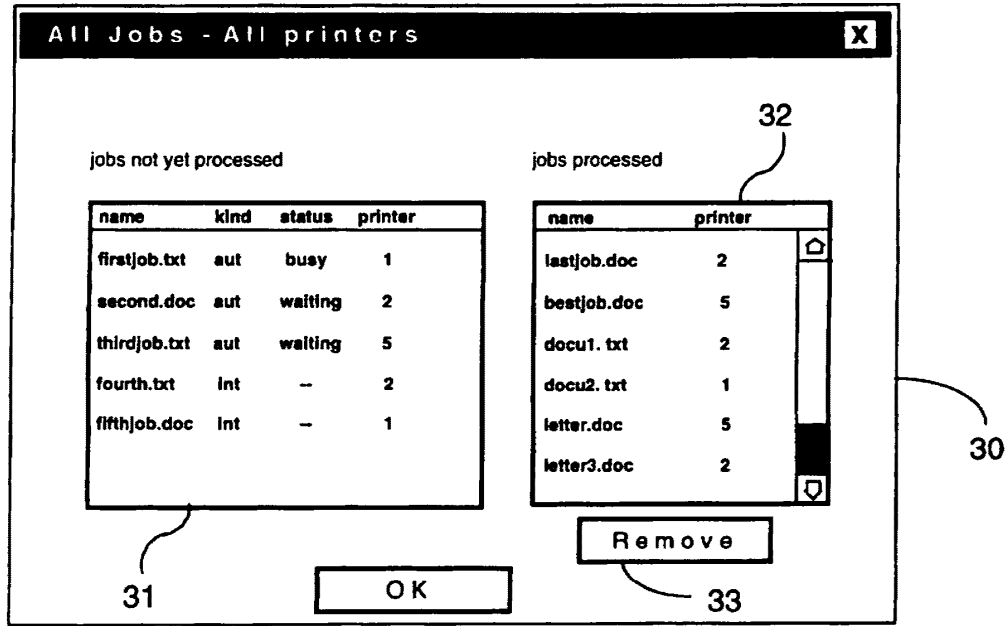 All Jobs - All printers X
32
jobs not yet processed
jobs processed
name kind status printer
firstjob.txt aut busy 1
second.doc aut waiting 2
thirdjob.txt aut waiting 5
fourth.txt int -- 2
fifthjob.doc int -- 1
name printer
lastjob.doc 2
bestjob.doc 5
docu1. txt 2
docu2. txt 1
letter.doc 5
letter3.doc 2
30
Remove
31
OK
33